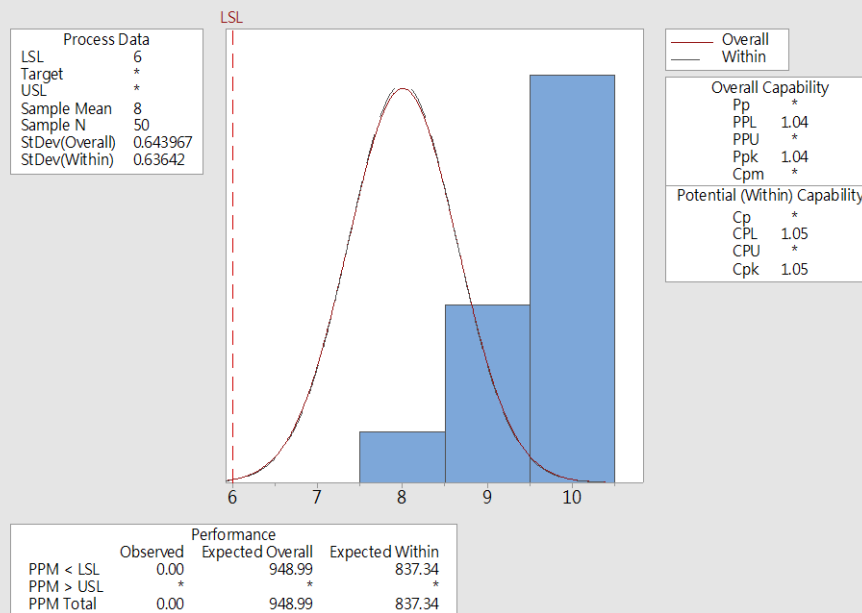 LSL
Process Data
LSL 6
Target *
USL *
Sample Mean 8
Sample N 50
StDev(Overall) 0.643967
StDev(Within) 0.63642
Overall
Within
Overall Capability
Pp *
PPL 1.04
PPU *
Ppk 1.04
Cpm *
Potential (Within) Capability
Cp *
CPL 1.05
CPU *
Cpk 1.05
6 7 8 9 10
Performance
Observed Expected Overall Expected Within
PPM < LSL 0.00 948.99 837.34
PPM > USL * * *
PPM Total 0.00 948.99 837.34